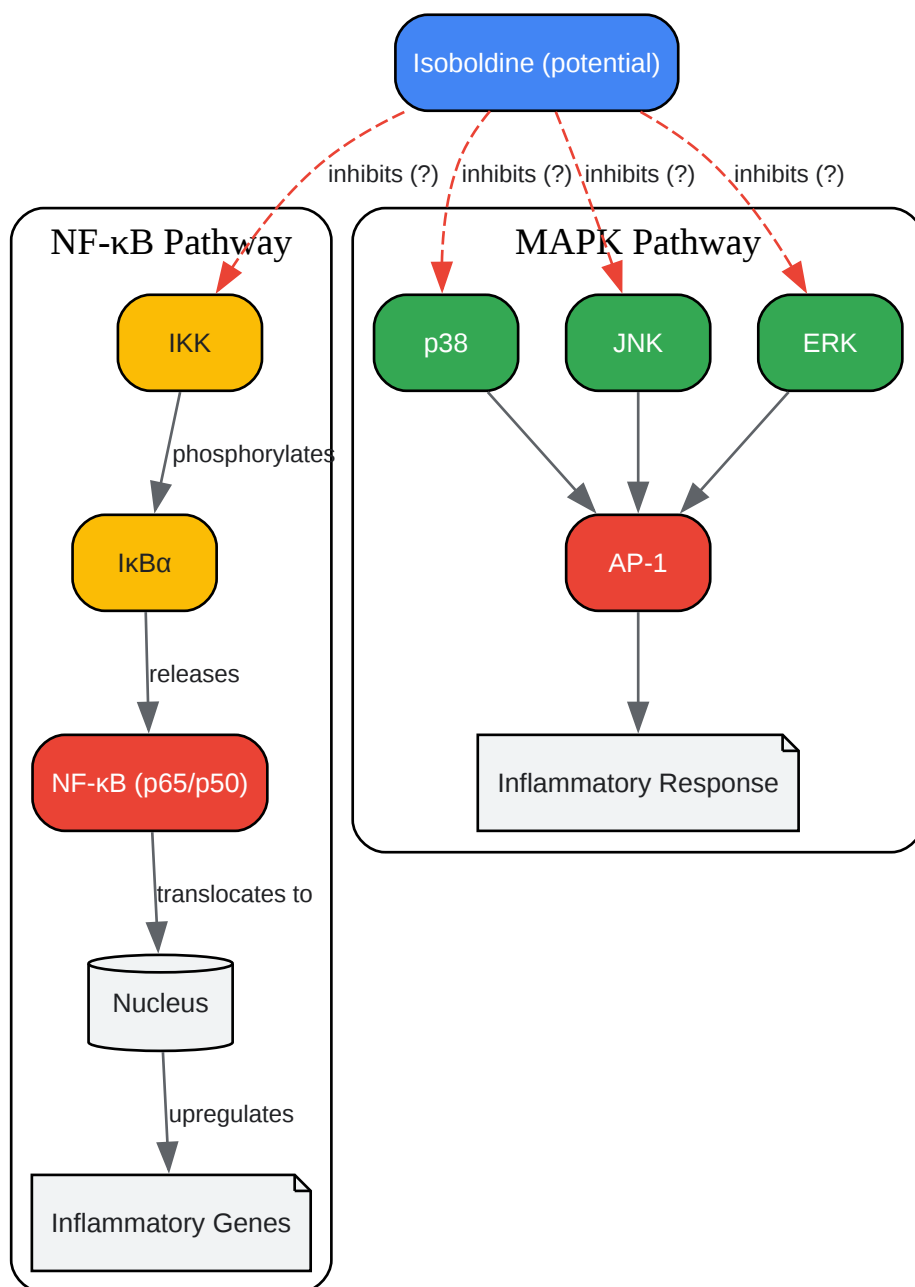 Isoboldine (potential)
inhibits (?)
inhibits (?)
inhibits (?)
inhibits (?)
NF-κB Pathway
MAPK Pathway
IKK
p38
JNK
ERK
phosphorylates
IκBα
AP-1
releases
NF-κB (p65/p50)
Inflammatory Response
translocates to
Nucleus
upregulates
Inflammatory Genes